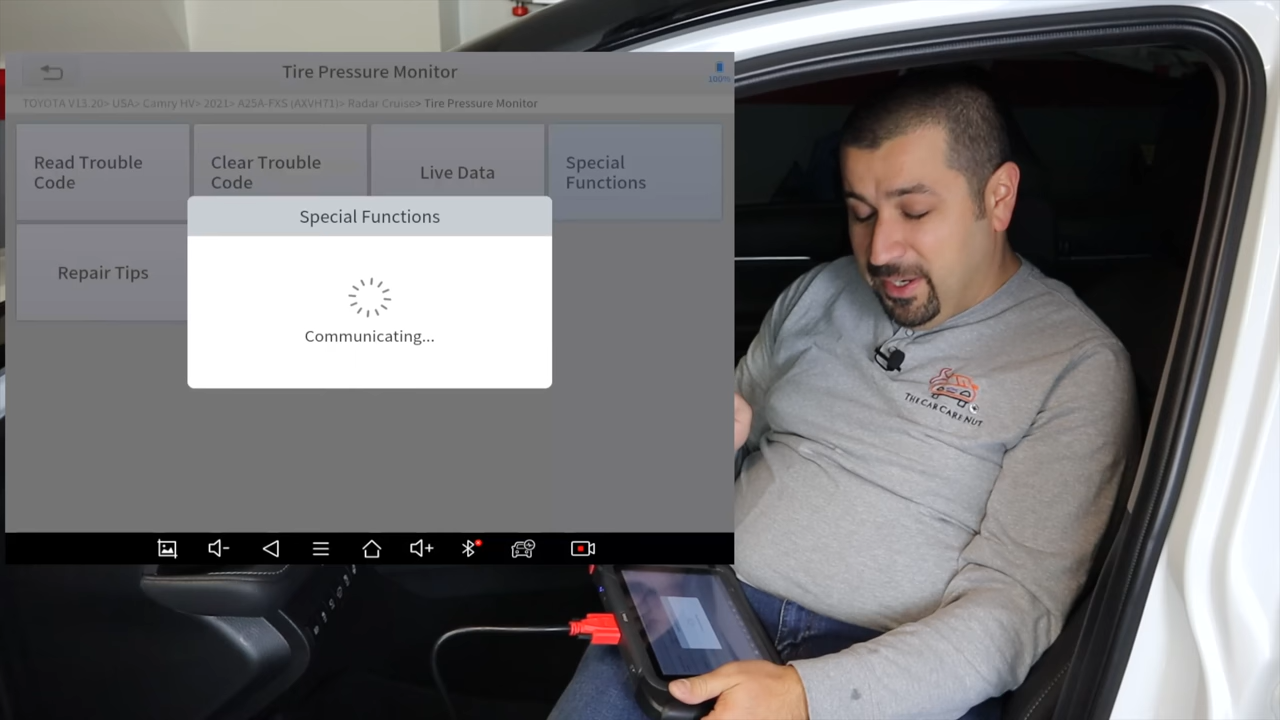 Tire Pressure Monitor
100%
TOYOTA V13.20> USA> Camry HV> 2021> A25A-FXS (AXVH71)> Radar Cruise> Tire Pressure Monitor
Read Trouble
Code
Clear Trouble
Code
Live Data
Special
Functions
Repair Tips
Special Functions
Communicating...
THE CAR CARE NUT